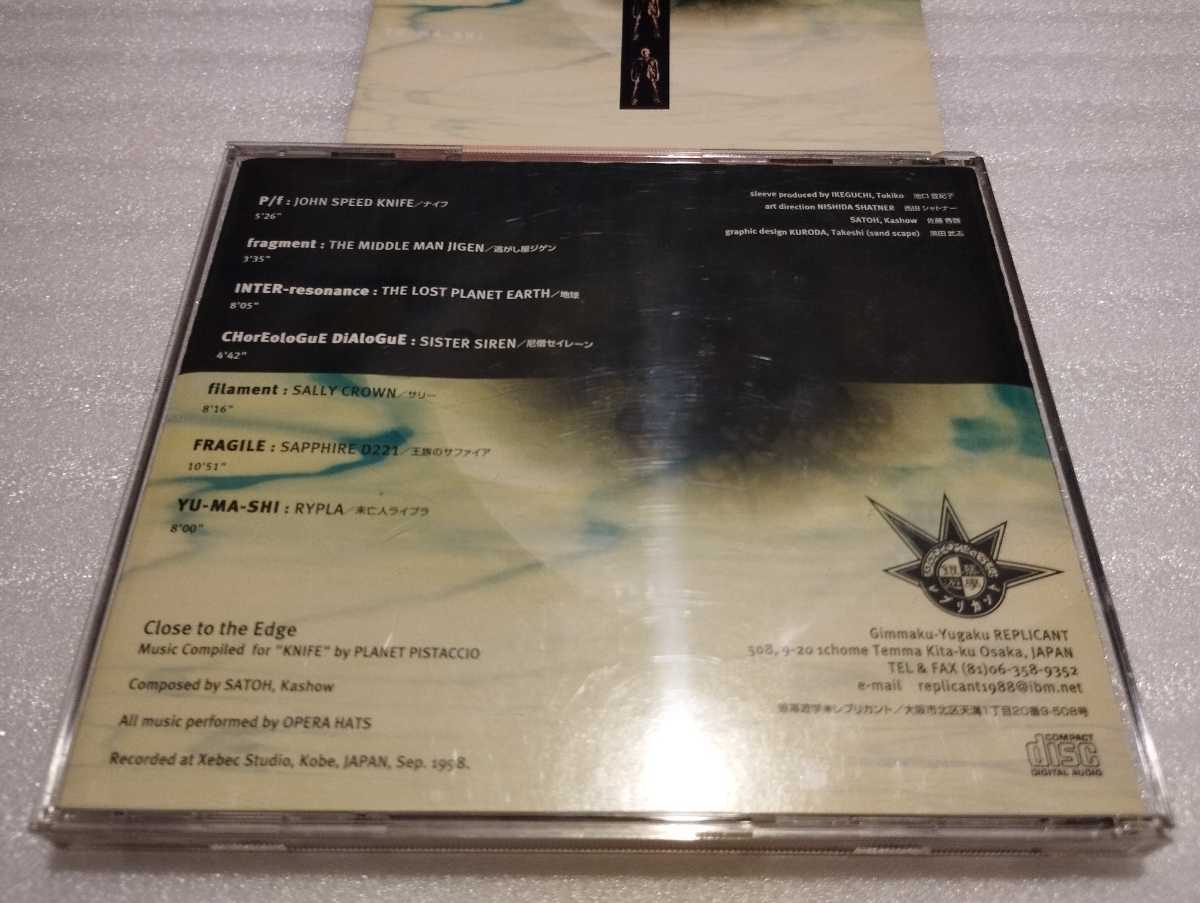 YU-MA-SHI
P/f : JOHN SPEED KNIFE/ナイフ
5'26"
fragment : THE MIDDLE MAN JIGEN/逃がし屋ジゲン
3'35"
INTER-resonance : THE LOST PLANET EARTH/地球
8'05"
CHorEoloGuE DiAloGuE : SISTER SIREN/尼僧セイレーン
4'42"
filament : SALLY CROWN/サリー
8'16"
FRAGILE : SAPPHIRE D221/王族のサファイア
10'51"
YU-MA-SHI : RYPLA/未亡人ライプラ
8'00"
sleeve produced by IKEGUCHI, Tokiko 池口
art direction NISHIDA SHATNER 西田 シャトナー
SATOH, Kashow 佐藤
graphic design KURODA, Takeshi (sand scape) 黒田 武志
Close to the Edge
Music Compiled for "KNIFE" by PLANET PISTACCIO
Composed by SATOH, Kashow
All music performed by OPERA HATS
Recorded at Xebec Studio, Kobe, JAPAN, Sep. 1998.
レプリカント
Gimmaku-Yugaku REPLICANT
508, 9-20 1chome Temma Kita-ku Osaka, JAPAN
TEL & FAX (81)06-358-9352
e-mail replicant1988@ibm.net
遊学*レプリカント/大阪市北区天満1丁目20番9-508号
COMPACT
disc
DIGITAL AUDIO